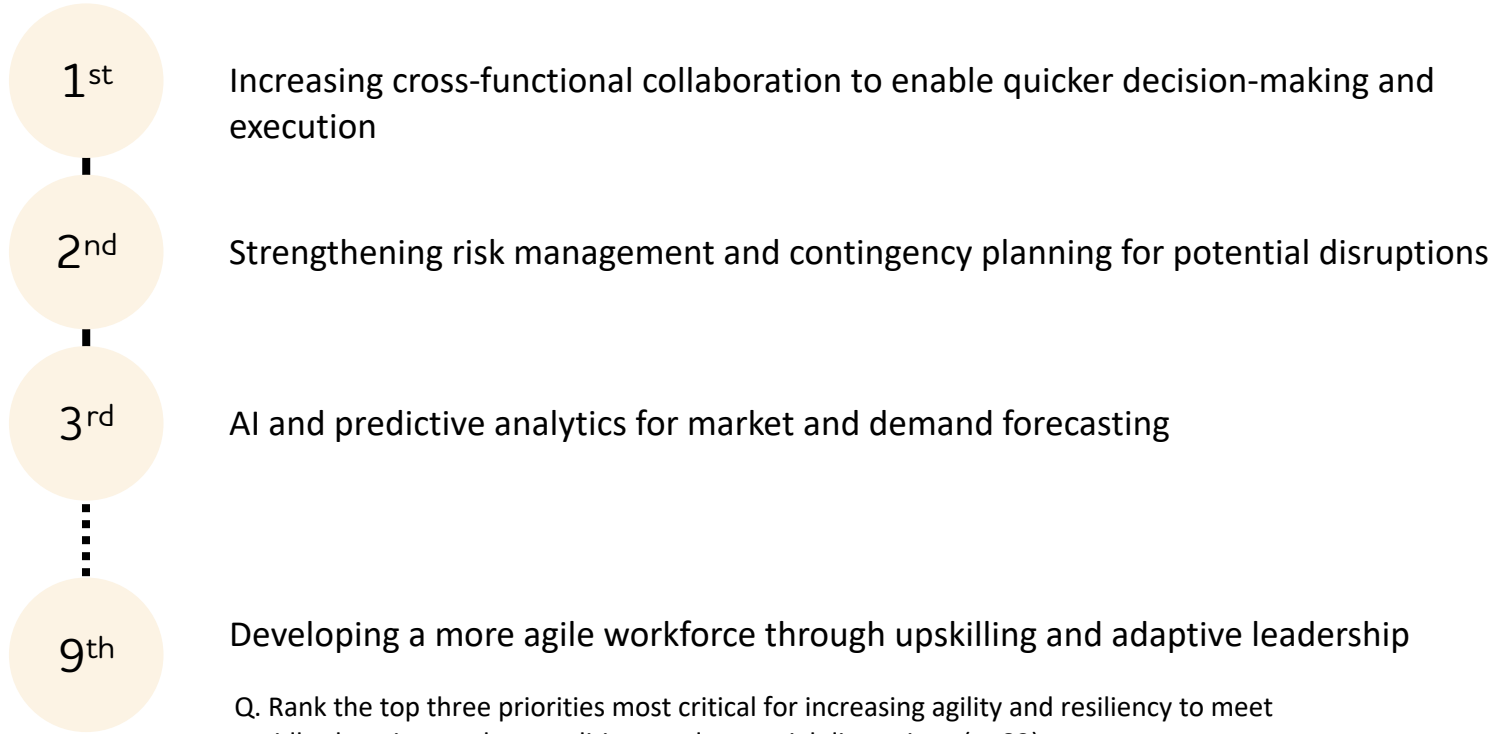 1st
Increasing cross-functional collaboration to enable quicker decision-making and
execution
2nd
Strengthening risk management and contingency planning for potential disruptions
3rd
AI and predictive analytics for market and demand forecasting
9th
Developing a more agile workforce through upskilling and adaptive leadership
Q. Rank the top three priorities most critical for increasing agility and resiliency to meet